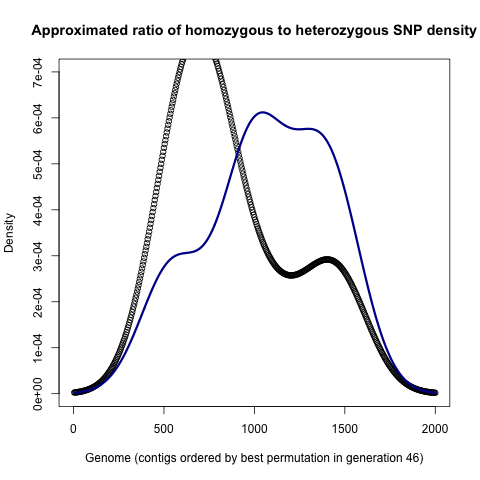 Approximated ratio of homozygous to heterozygous SNP density
7e-04
6e-04
5e-04
4e-04
3e-04
2e-04
1e-04
0e+00
Density
0 500 1000 1500 2000
Genome (contigs ordered by best permutation in generation 46)